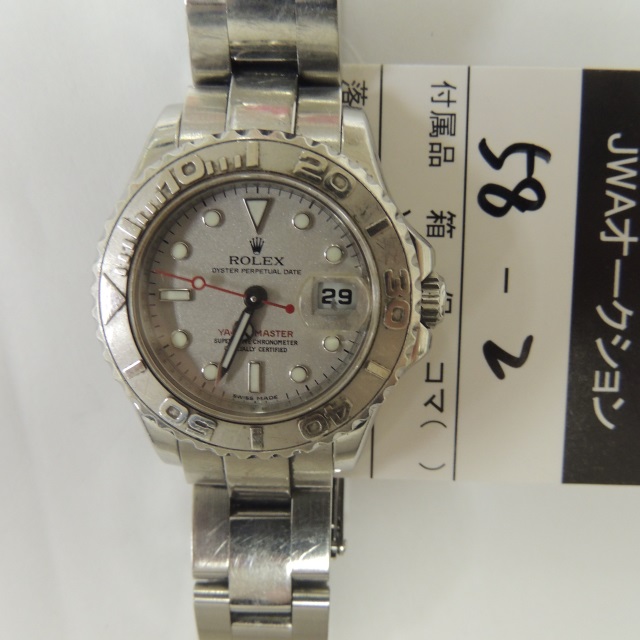 ROLEX
OYSTER PERPETUAL DATE
29
YACHT-MASTER
SUPERLATIVE CHRONOMETER
OFFICIALLY CERTIFIED
SWISS MADE
10
20
30
40
50
JWAオークション
58-2
付属品 箱
コマ( )
落